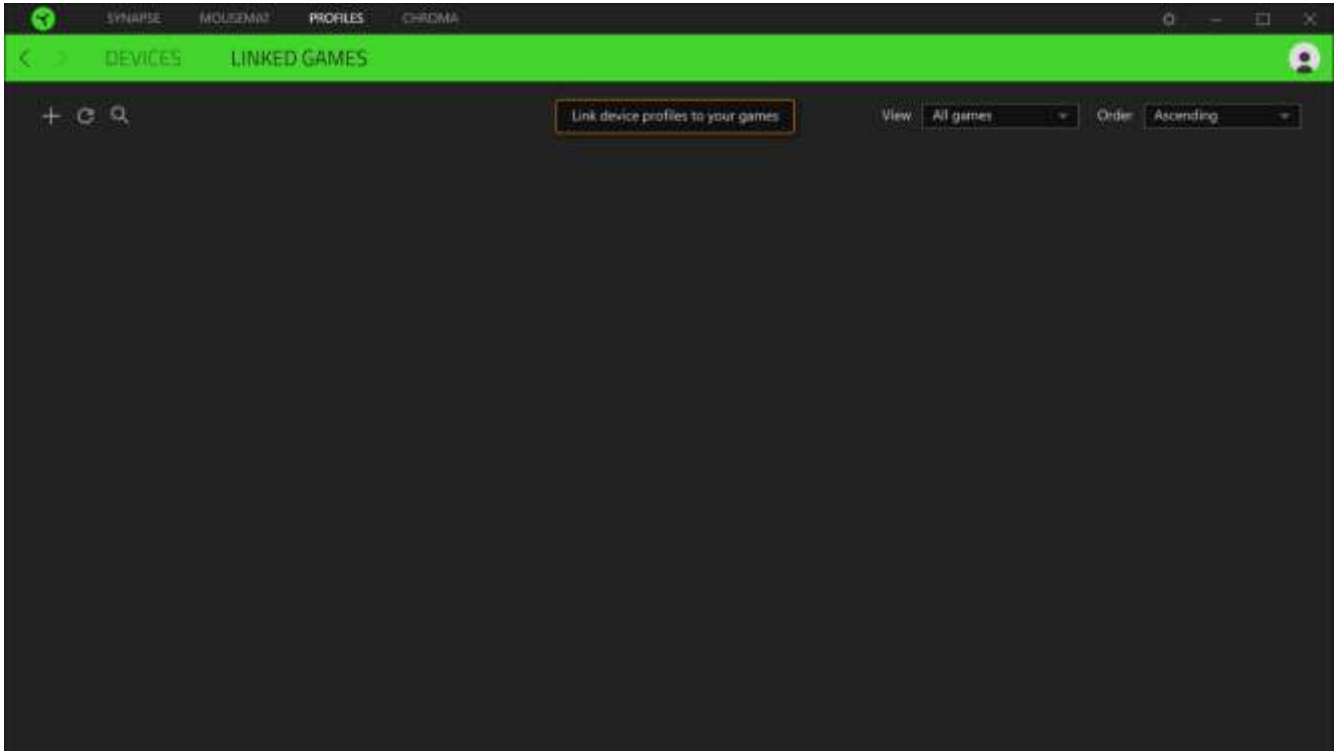 SYNAPSE MOUSEMAT PROFILES CHROMA
DEVICES LINKED GAMES
Link device profiles to your games View All games Order Ascending